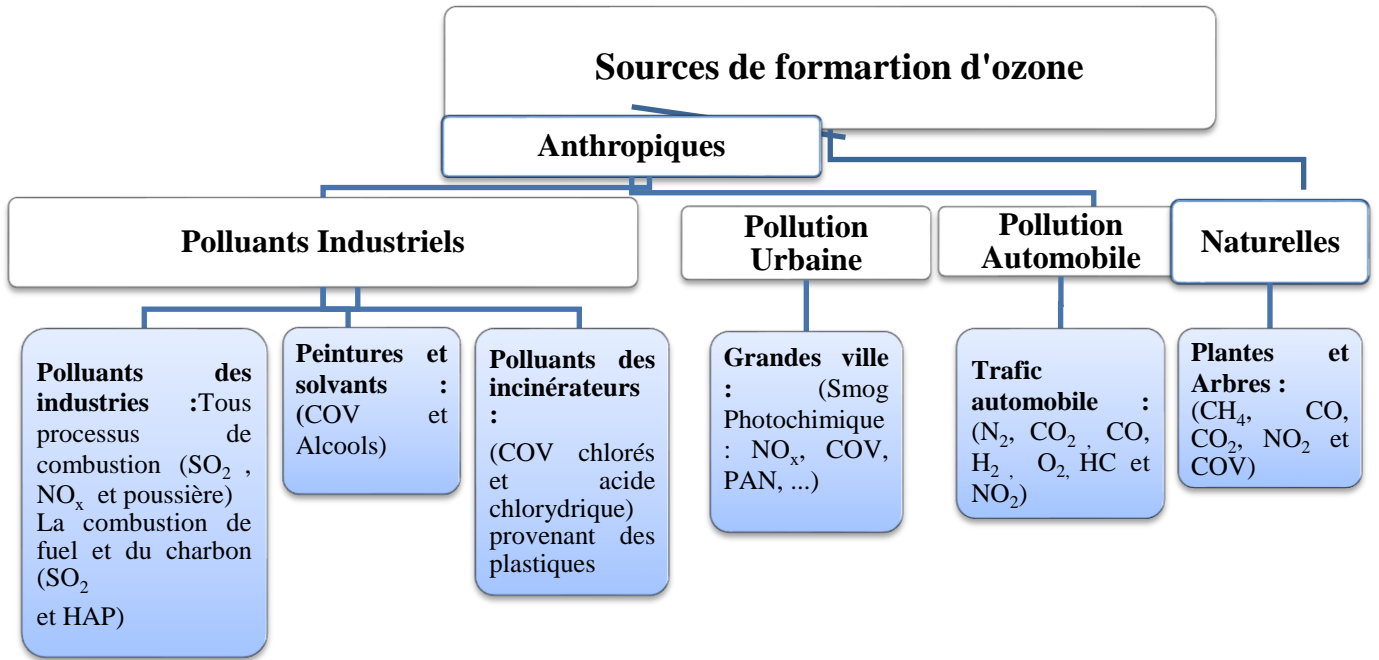 Sources de formartion d'ozone
Anthropiques
Polluants Industriels
Pollution
Urbaine
Pollution
Automobile
Naturelles
Polluants des
industries :Tous
processus de
combustion (SO₂ ,
NOₓ et poussière)
La combustion de
fuel et du charbon
(SO₂
et HAP)
Peintures et
solvants :
(COV et
Alcools)
Polluants des
incinérateurs
:
(COV chlorés
et acide
chlorydrique)
provenant des
plastiques
Grandes ville
: (Smog
Photochimique
: NOₓ, COV,
PAN, ...)
Trafic
automobile :
(N₂, CO₂ , CO,
H₂ , O₂, HC et
NO₂)
Plantes et
Arbres :
(CH₄, CO,
CO₂, NO₂ et
COV)